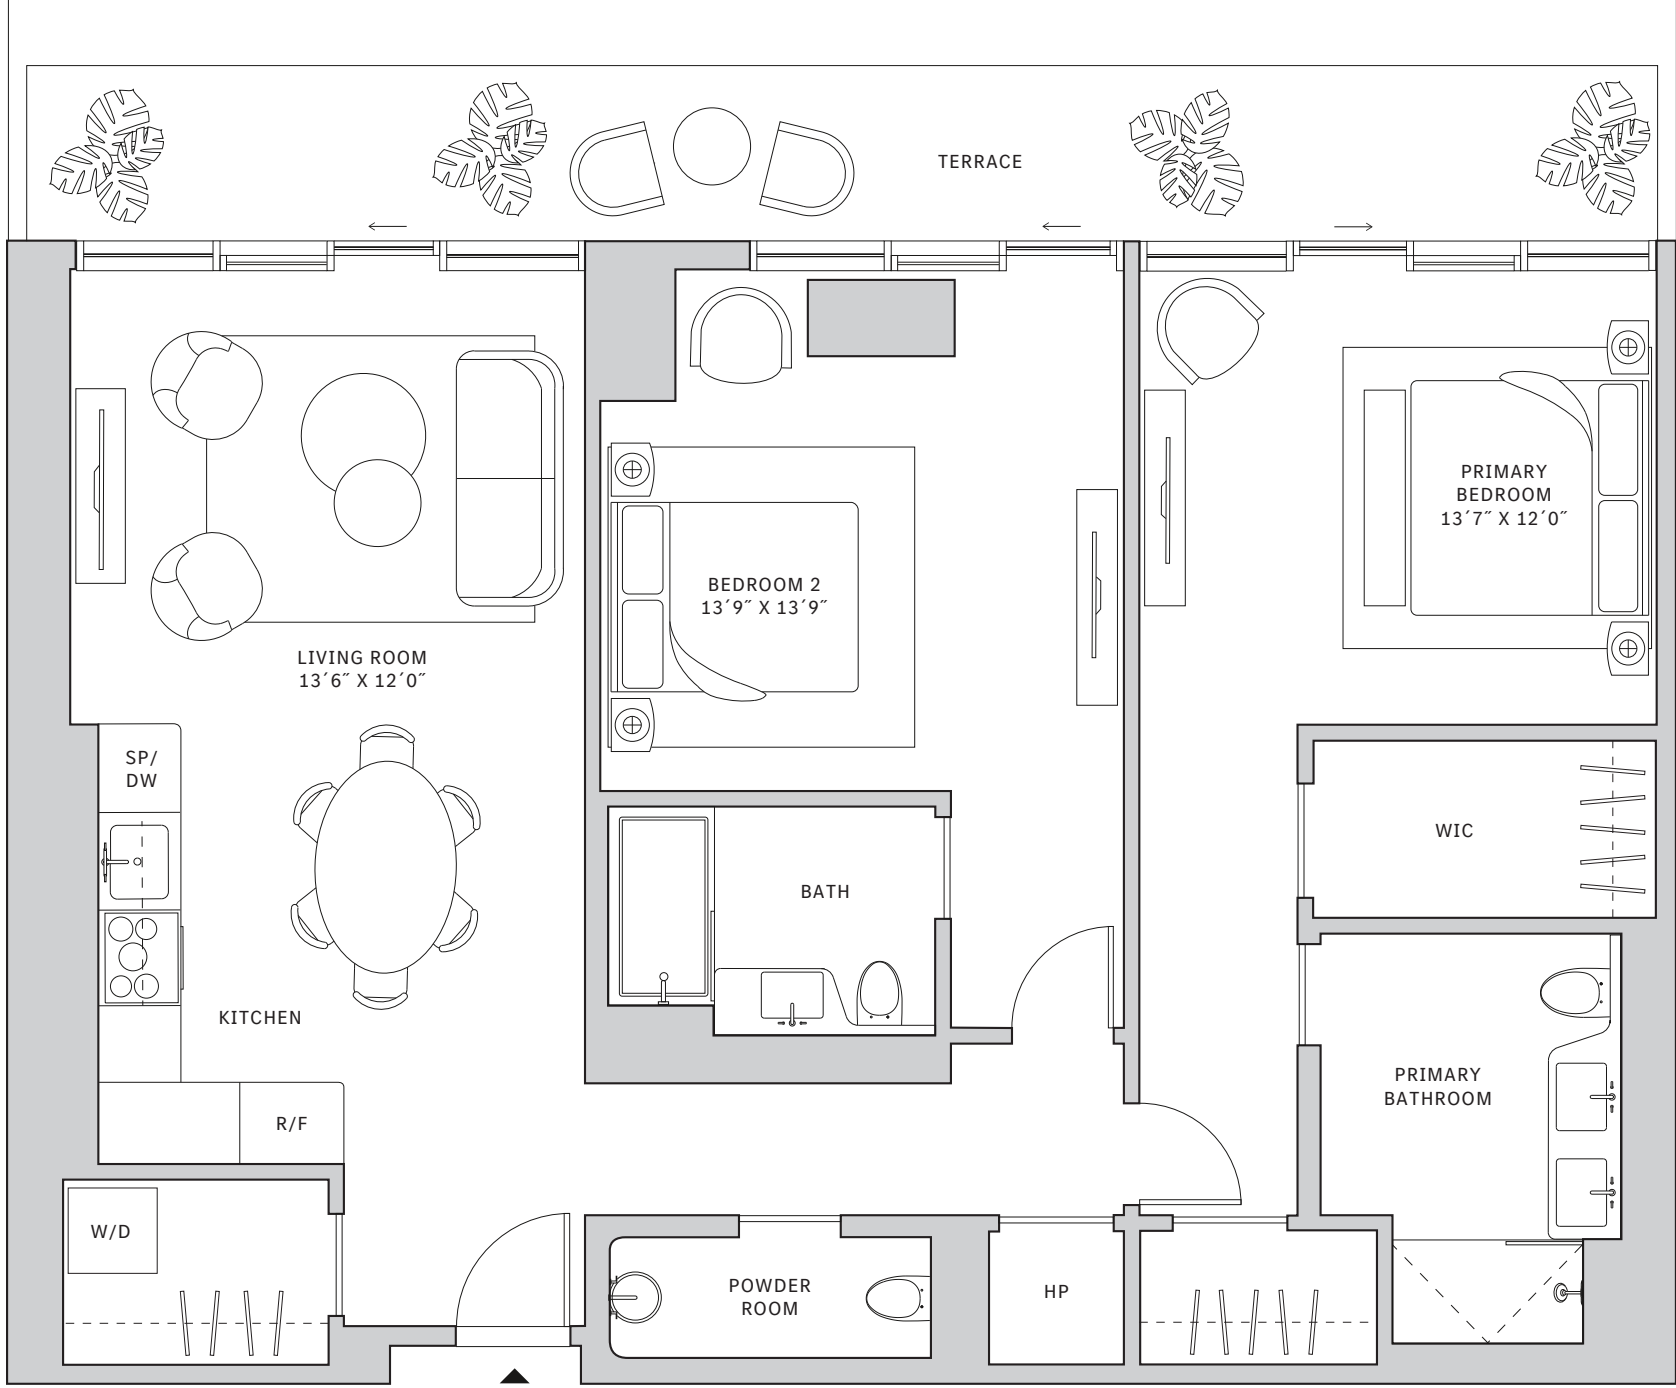 TERRACE
PRIMARY
BEDROOM
13´7˝ X 12´0˝
BEDROOM 2
13´9˝ X 13´9˝
LIVING ROOM
13´6˝ X 12´0˝
SP/
DW
WIC
BATH
KITCHEN
PRIMARY
BATHROOM
R/F
W/D
POWDER
ROOM
HP